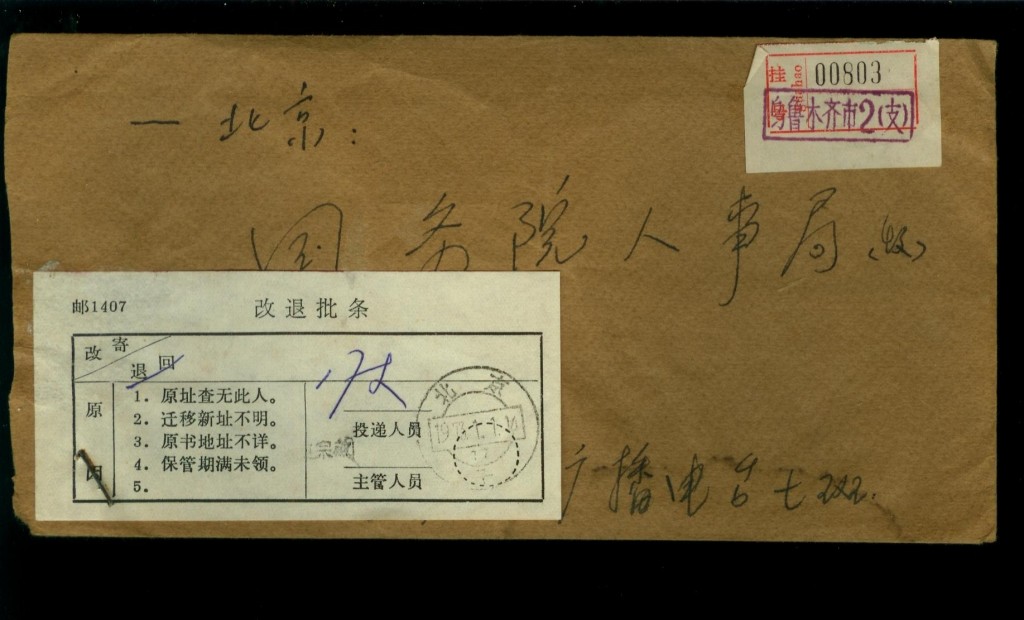 挂号 guahao 00803
乌鲁木齐市2(支)
一北京：
国务院人事局(收)
邮1407 改退批条
改寄
退回
原因
1. 原址查无此人。
2. 迁移新址不明。
3. 原书地址不详。
4. 保管期满未领。
5.
投递人员
主管人员
北京
广播电台七班.